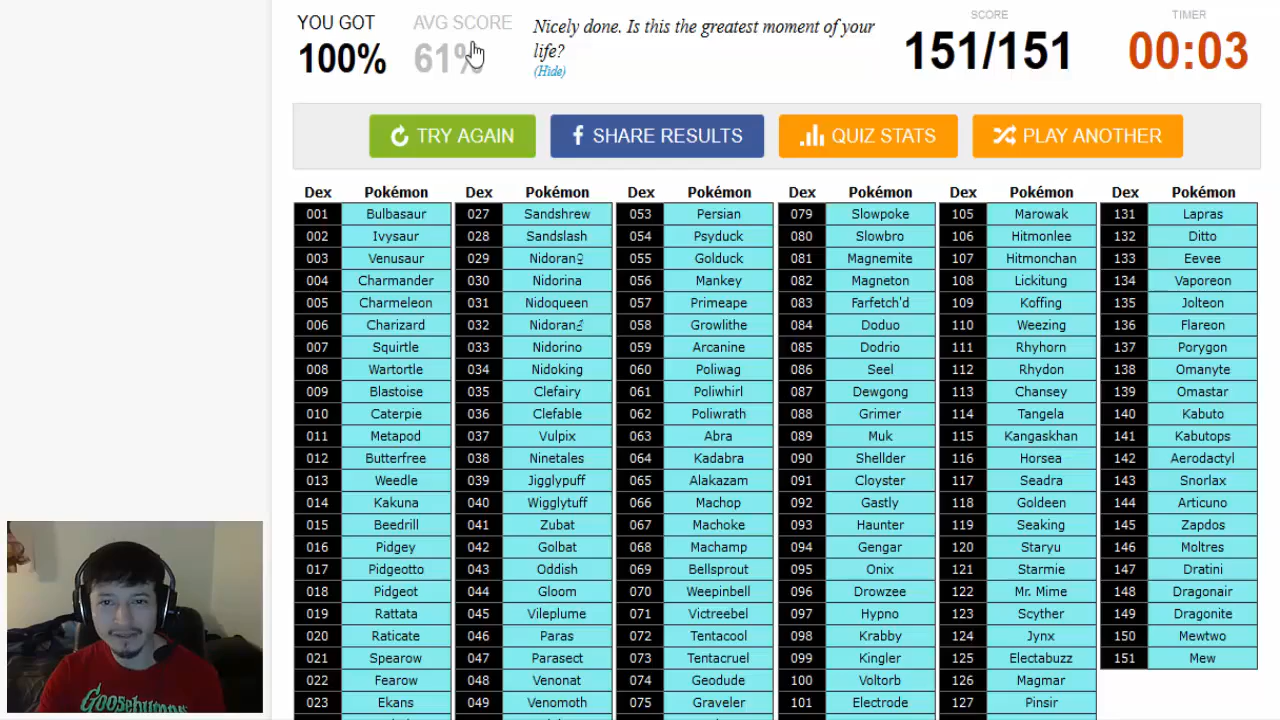 YOU GOT AVG SCORE Nicely done. Is this the greatest moment of your SCORE TIMER
100% 61% life? 151/151 00:03
(Hide)
TRY AGAIN SHARE RESULTS QUIZ STATS PLAY ANOTHER
Dex Pokémon Dex Pokémon Dex Pokémon Dex Pokémon Dex Pokémon Dex Pokémon
001 Bulbasaur 027 Sandshrew 053 Persian 079 Slowpoke 105 Marowak 131 Lapras
002 Ivysaur 028 Sandslash 054 Psyduck 080 Slowbro 106 Hitmonlee 132 Ditto
003 Venusaur 029 Nidoran♀ 055 Golduck 081 Magnemite 107 Hitmonchan 133 Eevee
004 Charmander 030 Nidorina 056 Mankey 082 Magneton 108 Lickitung 134 Vaporeon
005 Charmeleon 031 Nidoqueen 057 Primeape 083 Farfetch'd 109 Koffing 135 Jolteon
006 Charizard 032 Nidoran♂ 058 Growlithe 084 Doduo 110 Weezing 136 Flareon
007 Squirtle 033 Nidorino 059 Arcanine 085 Dodrio 111 Rhyhorn 137 Porygon
008 Wartortle 034 Nidoking 060 Poliwag 086 Seel 112 Rhydon 138 Omanyte
009 Blastoise 035 Clefairy 061 Poliwhirl 087 Dewgong 113 Chansey 139 Omastar
010 Caterpie 036 Clefable 062 Poliwrath 088 Grimer 114 Tangela 140 Kabuto
011 Metapod 037 Vulpix 063 Abra 089 Muk 115 Kangaskhan 141 Kabutops
012 Butterfree 038 Ninetales 064 Kadabra 090 Shellder 116 Horsea 142 Aerodactyl
013 Weedle 039 Jigglypuff 065 Alakazam 091 Cloyster 117 Seadra 143 Snorlax
014 Kakuna 040 Wigglytuff 066 Machop 092 Gastly 118 Goldeen 144 Articuno
015 Beedrill 041 Zubat 067 Machoke 093 Haunter 119 Seaking 145 Zapdos
016 Pidgey 042 Golbat 068 Machamp 094 Gengar 120 Staryu 146 Moltres
017 Pidgeotto 043 Oddish 069 Bellsprout 095 Onix 121 Starmie 147 Dratini
018 Pidgeot 044 Gloom 070 Weepinbell 096 Drowzee 122 Mr. Mime 148 Dragonair
019 Rattata 045 Vileplume 071 Victreebel 097 Hypno 123 Scyther 149 Dragonite
020 Raticate 046 Paras 072 Tentacool 098 Krabby 124 Jynx 150 Mewtwo
021 Spearow 047 Parasect 073 Tentacruel 099 Kingler 125 Electabuzz 151 Mew
022 Fearow 048 Venonat 074 Geodude 100 Voltorb 126 Magmar
023 Ekans 049 Venomoth 075 Graveler 101 Electrode 127 Pinsir
Goosebumps